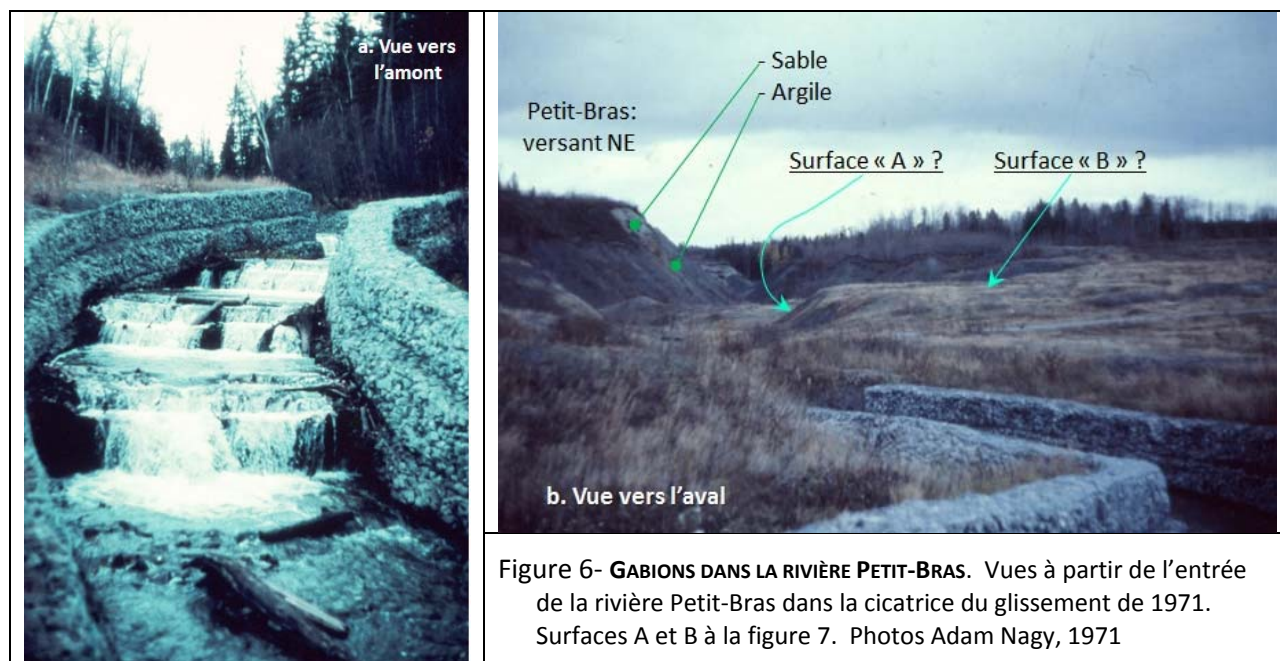 a. Vue vers
l'amont
- Sable
- Argile
Petit-Bras:
versant NE
Surface « A » ?
Surface « B » ?
b. Vue vers l'aval
Figure 6- GABIONS DANS LA RIVIÈRE PETIT-BRAS. Vues à partir de l'entrée
de la rivière Petit-Bras dans la cicatrice du glissement de 1971.
Surfaces A et B à la figure 7. Photos Adam Nagy, 1971